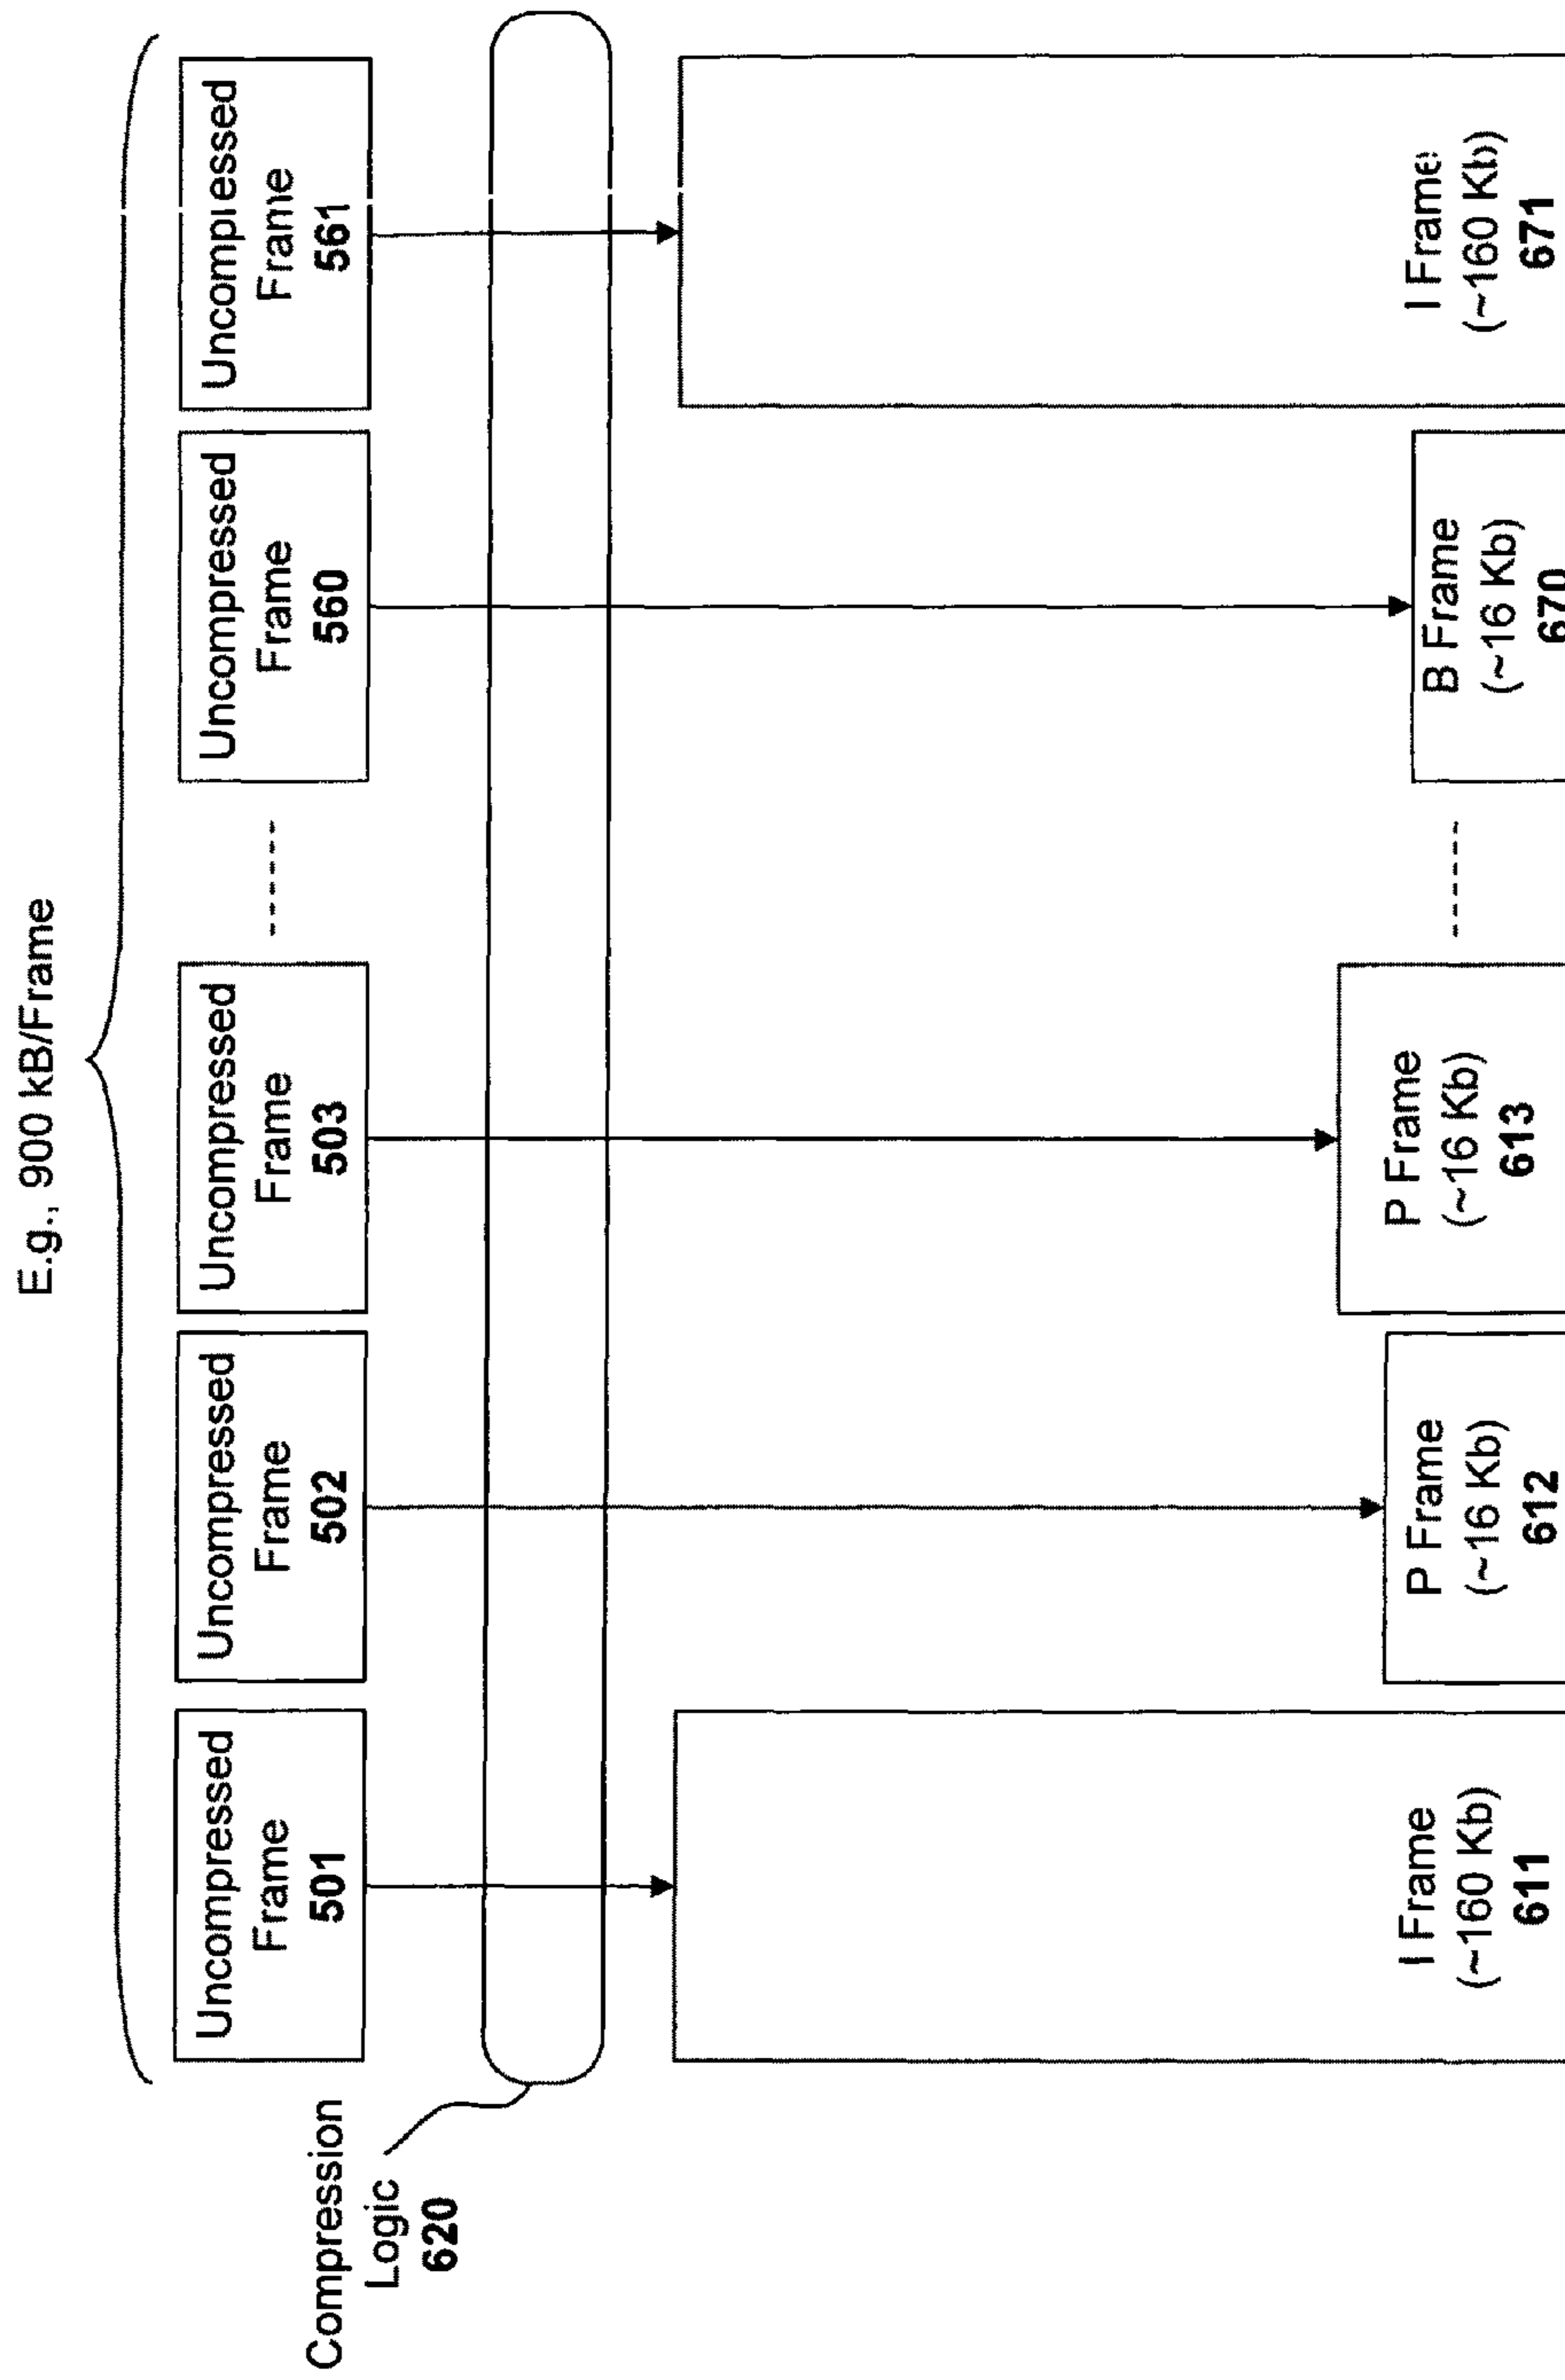 E.g., 900 kB/Frame
Uncompressed
Frame
501
Uncompressed
Frame
502
Uncompressed
Frame
503
------
Uncompressed
Frame
560
Uncompressed
Frame
561
Compression
Logic
620
I Frame
(~160 Kb)
611
P Frame
(~16 Kb)
612
P Frame
(~16 Kb)
613
------
B Frame
(~16 Kb)
670
I Frame
(~160 Kb)
671